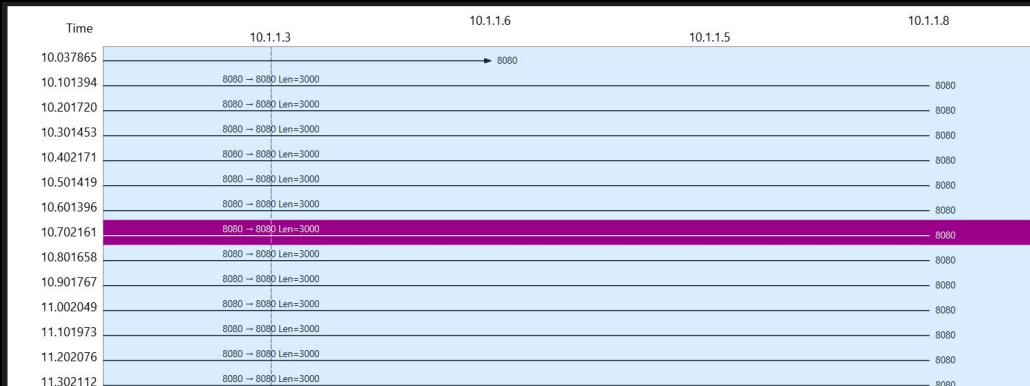 10.1.1.6 10.1.1.8
Time 10.1.1.3 10.1.1.5
10.037865 8080
10.101394 8080 → 8080 Len=3000 8080
10.201720 8080 → 8080 Len=3000 8080
10.301453 8080 → 8080 Len=3000 8080
10.402171 8080 → 8080 Len=3000 8080
10.501419 8080 → 8080 Len=3000 8080
10.601396 8080 → 8080 Len=3000 8080
10.702161 8080 → 8080 Len=3000 8080
10.801658 8080 → 8080 Len=3000 8080
10.901767 8080 → 8080 Len=3000 8080
11.002049 8080 → 8080 Len=3000 8080
11.101973 8080 → 8080 Len=3000 8080
11.202076 8080 → 8080 Len=3000 8080
11.302112 8080 → 8080 Len=3000 8080